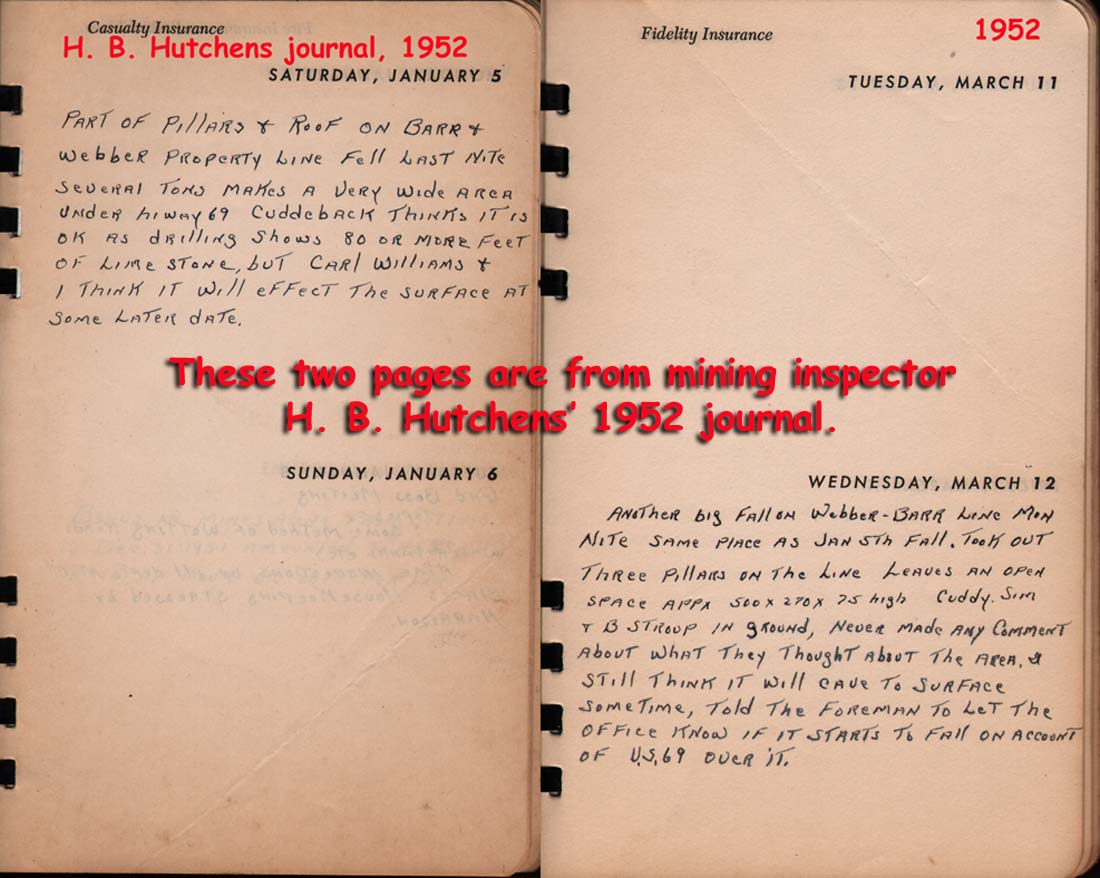 Casualty Insurance
H. B. Hutchens journal, 1952
SATURDAY, JANUARY 5
PART OF PillARS & ROOF ON BARR &
Webber PROPERTY LINE Fell LAST NiTe
SEVERAl TONS MAKES A VERY Wide AREA
UNDER hiWAY 69 CUddebACK ThiNKs IT is
OK AS dRilliNg Shows 80 OR MORE FeeT
OF LIME STONE, buT CARl Williams &
I ThiNK IT Will eFFecT The SURFACE AT
SOME LATER dATe.
These two pages are from mining inspector
H. B. Hutchens' 1952 journal.
SUNDAY, JANUARY 6
Fidelity Insurance
1952
TUESDAY, MARCH 11
WEDNESDAY, MARCH 12
ANOTHER big FAll ON Webber-BARR LiNe MON
NiTe SAME PlAce AS JAN 5Th FAll. TOOK OUT
Three PillARS ON The LiNe LeAVes AN OPeN
SPACE APPX 500 X 270 X 75 high Cuddy. Sim
& B STROUP IN gROUND, NeveR MAde ANY CommeNT
AbouT WhAT They ThoughT AbouT The AREA, &
STill ThiNK IT Will CAVE To SURFACE
SomeTime, Told The FOREMAN To LeT The
OFFICE KNOW IF IT STARTS To FAll ON ACCOUNT
OF U.S. 69 OVER iT.